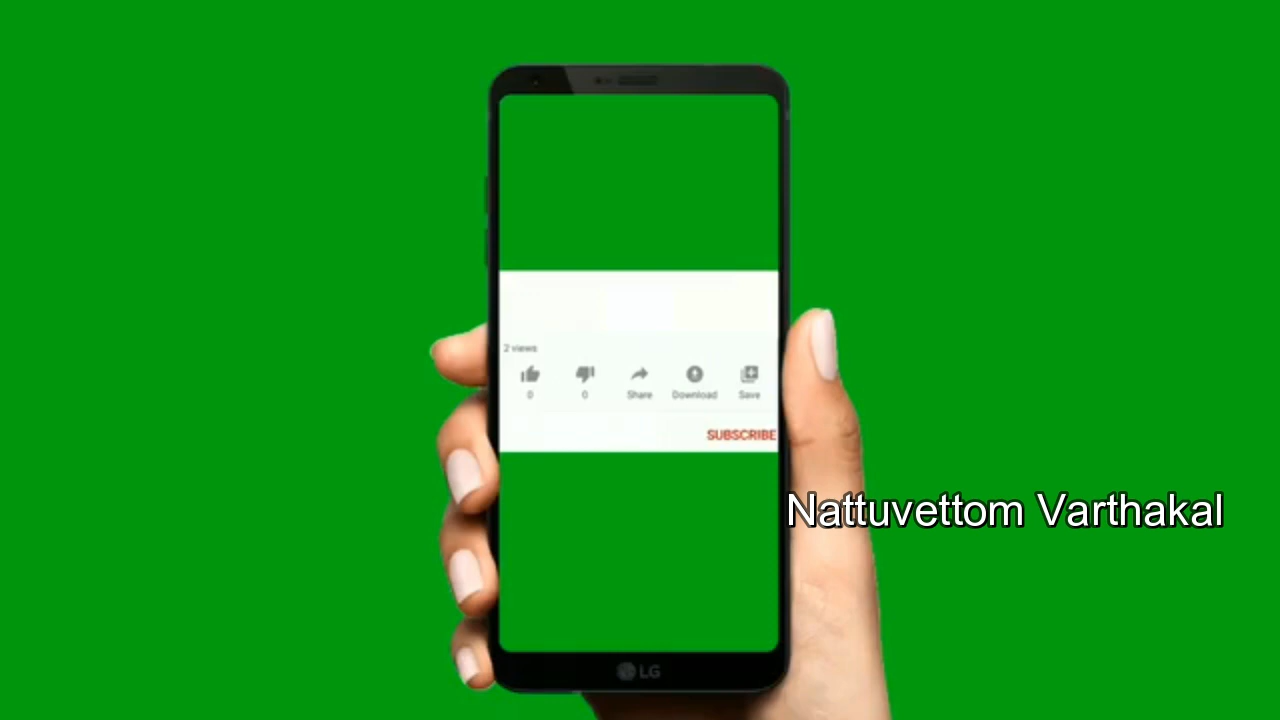 2 views
0
0
Share
Download
Save
SUBSCRIBE
Nattuvettom Varthakal
LG